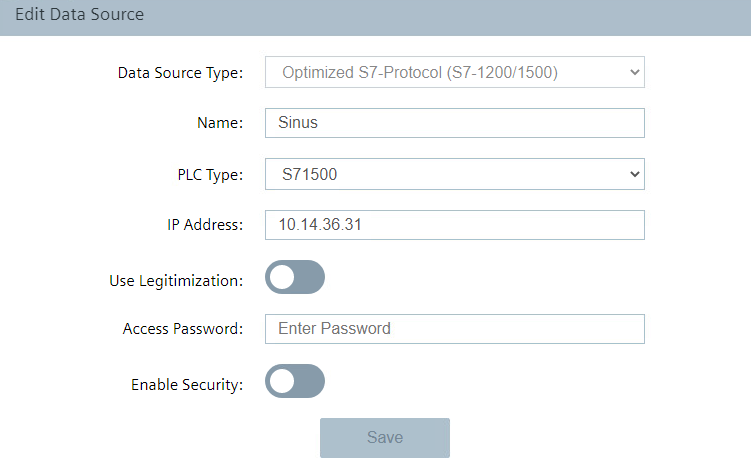 Edit Data Source
Data Source Type: Optimized S7-Protocol (S7-1200/1500)
Name: Sinus
PLC Type: S71500
IP Address: 10.14.36.31
Use Legitimization:
Access Password: Enter Password
Enable Security:
Save